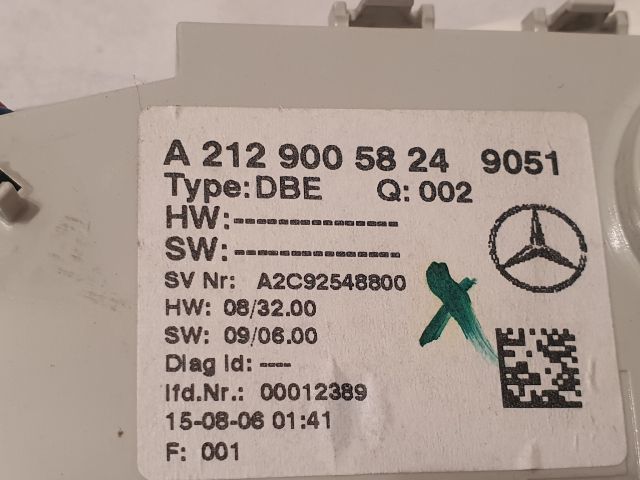 A 212 900 58 24 9051
Type: DBE Q: 002
HW:--------------
SW:--------------
SV Nr: A2C92548800
HW: 08/32.00
SW: 09/06.00
Diag Id: ----
lfd.Nr.: 00012389
15-08-06 01:41
F: 001